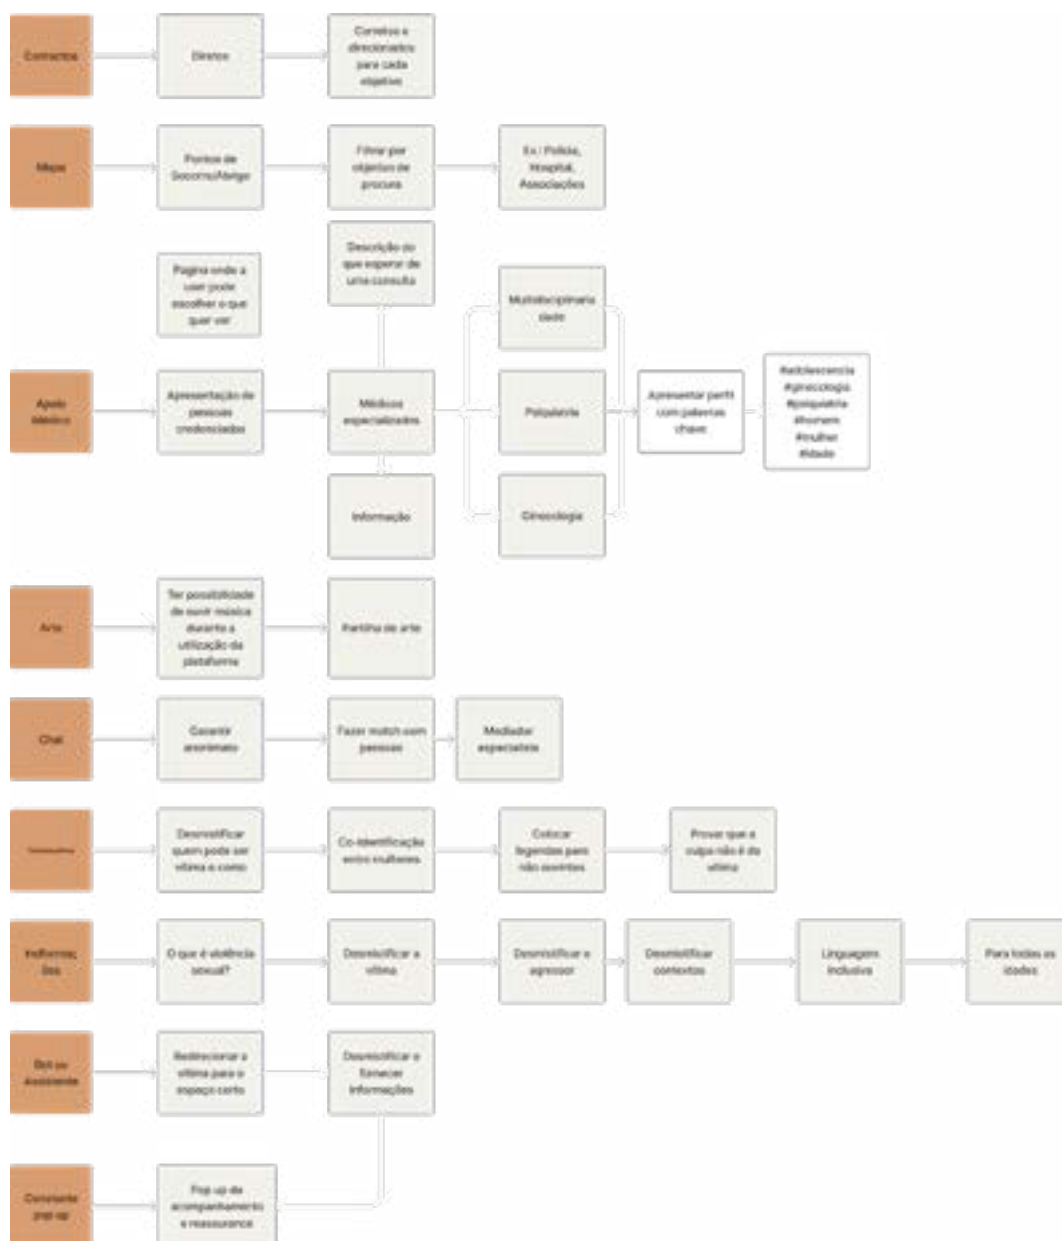 Contactos
Diretos
Corretos e
direcionados
para cada
objetivo
Mapa
Pontos de
Socorro/Abrigo
Filtrar por
objetivo de
procura
Ex.: Polícia,
Hospital,
Associações
Pagina onde a
user pode
escolher o que
quer ver
Descrição do
que esperar de
uma consulta
Multidisciplinaria
dade
Apoio
Médico
Apresentação de
pessoas
credenciadas
Médicos
especializados
Psiquiatria
Apresentar perfil
com palavras
chave
#adolescencia
#ginecologia
#psiquiatria
#homem
#mulher
#idade
Informação
Ginecologia
Arte
Ter possibilidade
de ouvir música
durante a
utilização da
plataforma
Partilha de arte
Chat
Garantir
anonimato
Fazer match com
pessoas
Mediador
especialista
Desmistificar
quem pode ser
vítima e como
Co-identificação
entre mulheres
Colocar
legendas para
não ouvintes
Provar que a
culpa não é da
vítima
O que é violência
sexual?
Desmistificar a
vítima
Desmistificar o
agressor
Desmistificar
contextos
Linguagem
inclusiva
Para todas as
idades
Bot ou
Assistente
Redirecionar a
vítima para o
espaço certo
Desmistificar e
fornecer
informações
Constante
pop-up
Pop up de
acompanhamento
e reassurance